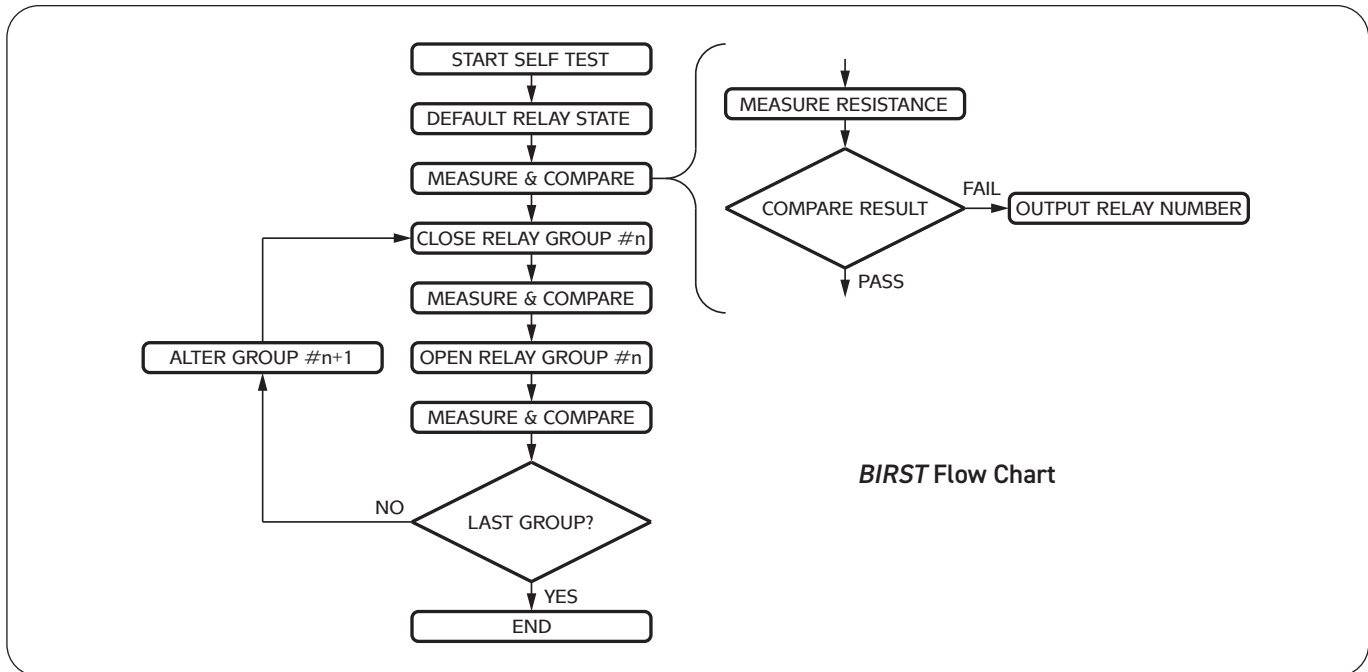 START SELF TEST
DEFAULT RELAY STATE
MEASURE & COMPARE
CLOSE RELAY GROUP #n
MEASURE & COMPARE
OPEN RELAY GROUP #n
ALTER GROUP #n+1
MEASURE & COMPARE
LAST GROUP?
NO
YES
END
MEASURE RESISTANCE
COMPARE RESULT
FAIL
OUTPUT RELAY NUMBER
PASS
BIRST Flow Chart